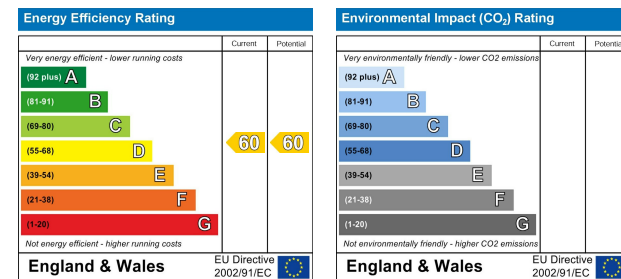 Energy Efficiency Rating
Current Potential
Very energy efficient - lower running costs
(92 plus) A
(81-91) B
(69-80) C
(55-68) D
(39-54) E
(21-38) F
(1-20) G
60 60
Not energy efficient - higher running costs
England & Wales
EU Directive
2002/91/EC
Environmental Impact (CO₂) Rating
Current Potential
Very environmentally friendly - lower CO2 emissions
(92 plus) A
(81-91) B
(69-80) C
(55-68) D
(39-54) E
(21-38) F
(1-20) G
Not environmentally friendly - higher CO2 emissions
England & Wales
EU Directive
2002/91/EC